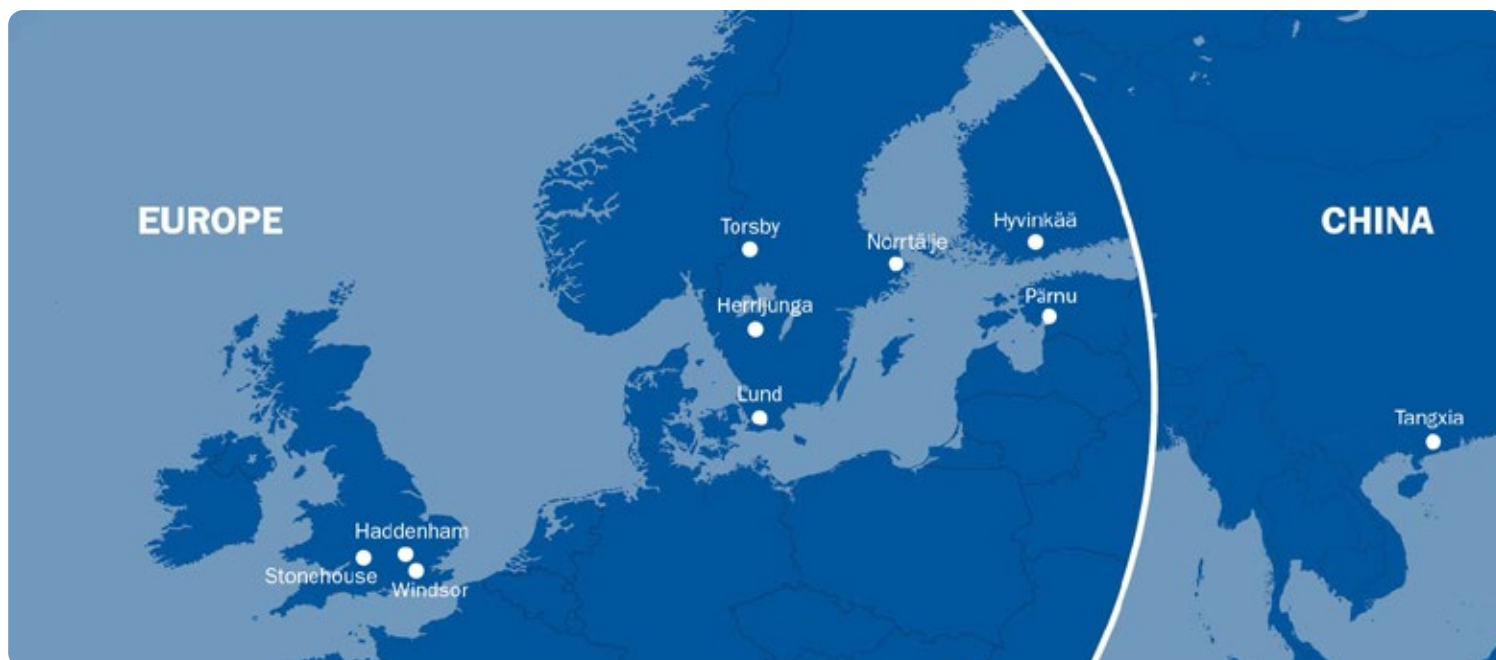 EUROPE
CHINA
Torsby
Norrtälje
Hyvinkää
Herrljunga
Pärnu
Lund
Tangxia
Haddenham
Stonehouse
Windsor